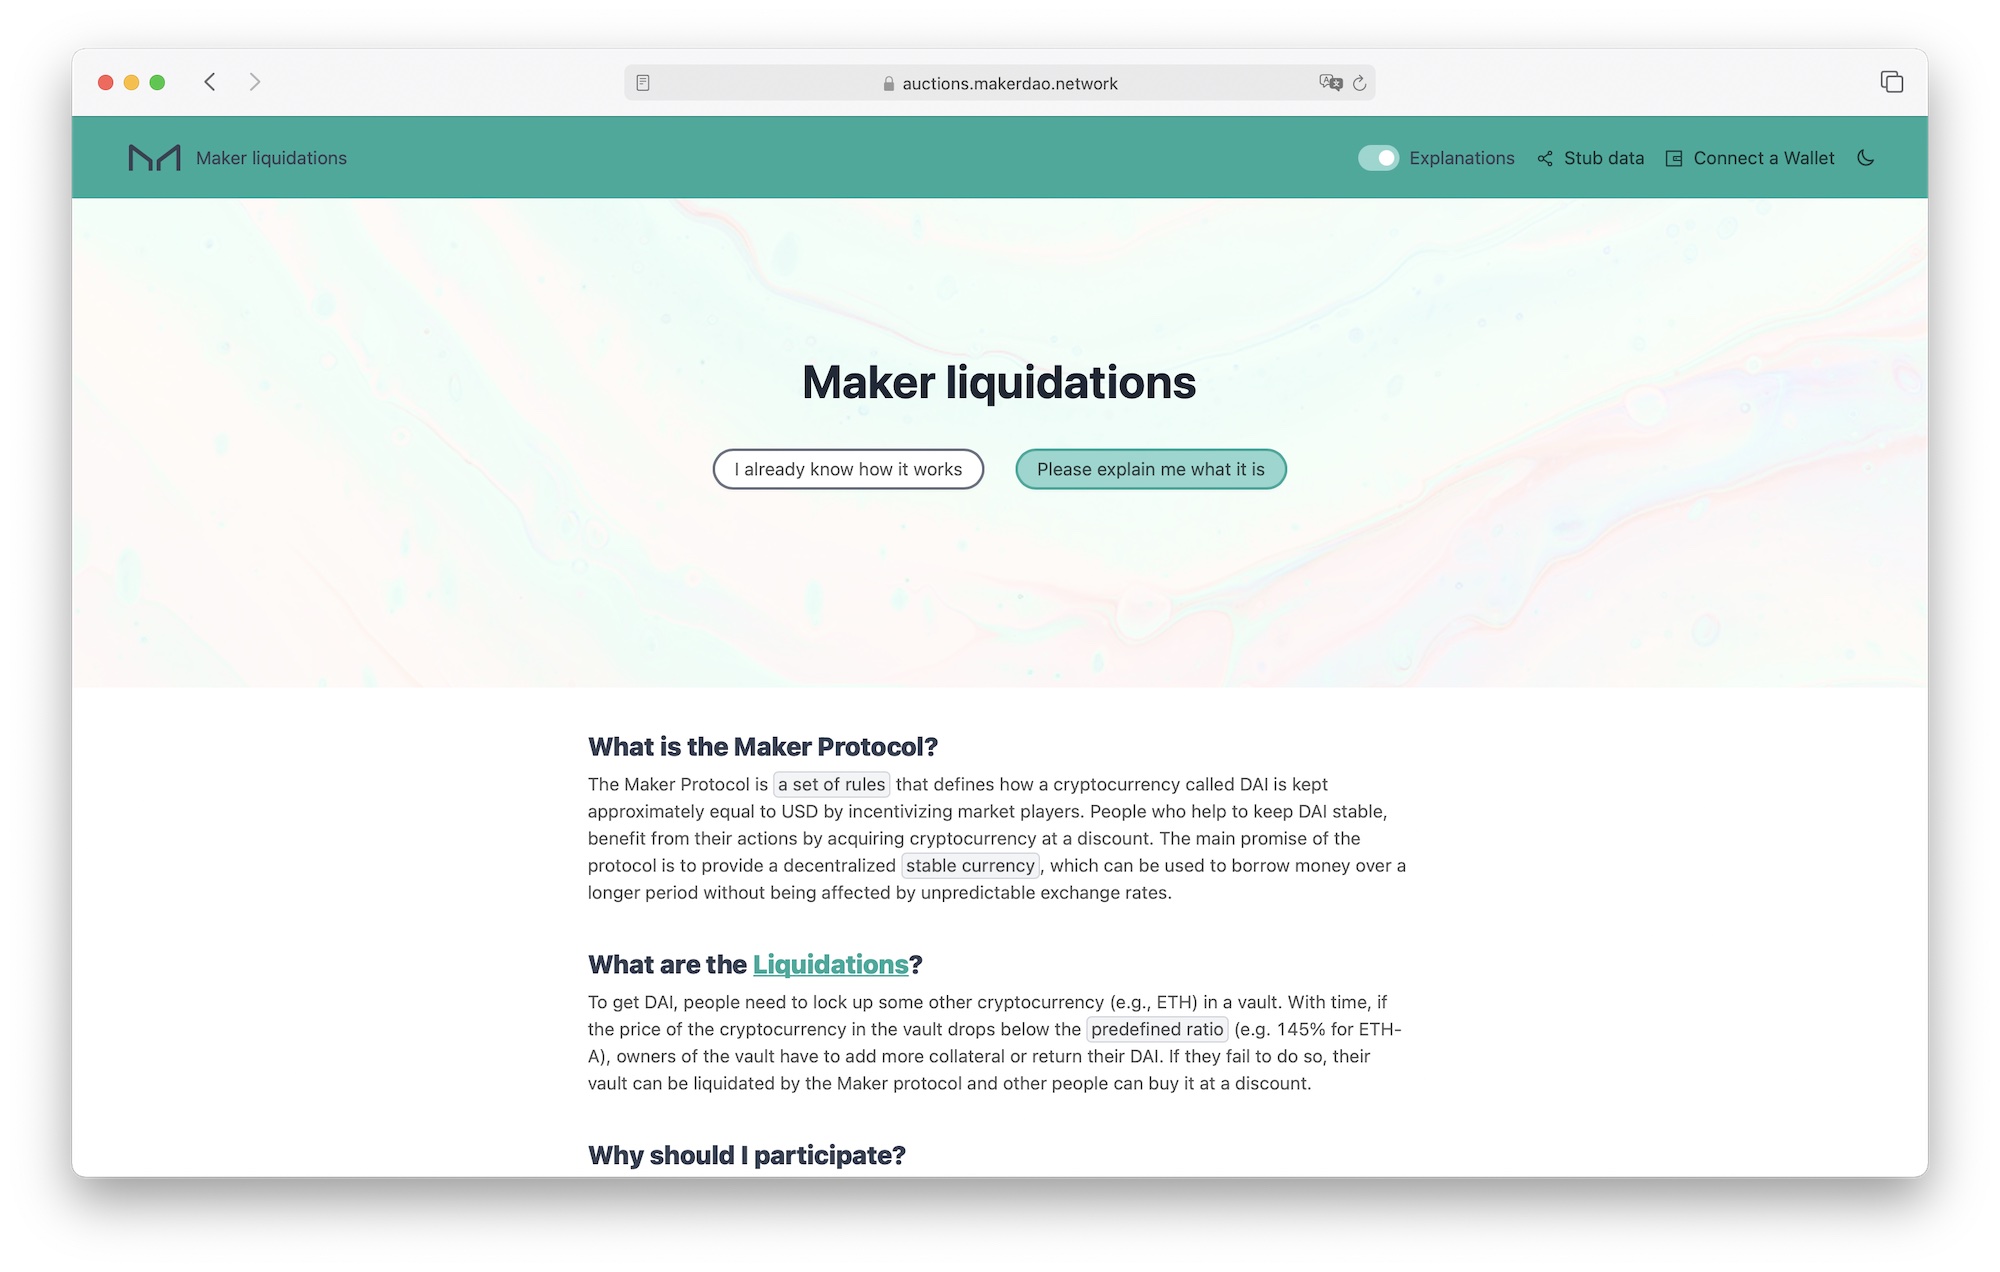 auctions.makerdao.network
Maker liquidations
Explanations
Stub data
Connect a Wallet
Maker liquidations
I already know how it works
Please explain me what it is
What is the Maker Protocol?
The Maker Protocol is a set of rules that defines how a cryptocurrency called DAI is kept
approximately equal to USD by incentivizing market players. People who help to keep DAI stable,
benefit from their actions by acquiring cryptocurrency at a discount. The main promise of the
protocol is to provide a decentralized stable currency, which can be used to borrow money over a
longer period without being affected by unpredictable exchange rates.
What are the Liquidations?
To get DAI, people need to lock up some other cryptocurrency (e.g., ETH) in a vault. With time, if
the price of the cryptocurrency in the vault drops below the predefined ratio (e.g. 145% for ETH-
A), owners of the vault have to add more collateral or return their DAI. If they fail to do so, their
vault can be liquidated by the Maker protocol and other people can buy it at a discount.
Why should I participate?